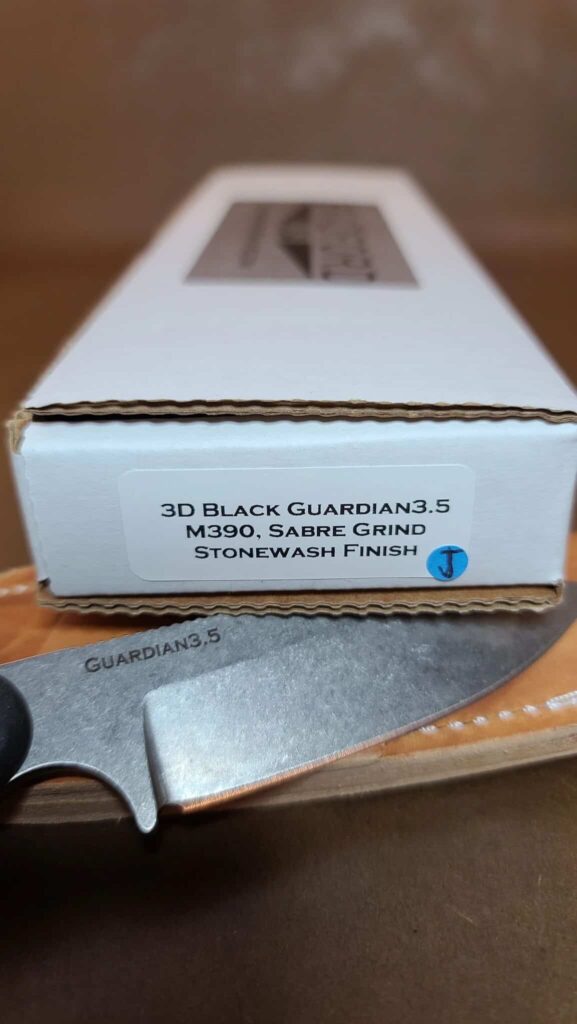 3D Black Guardian3.5
M390, Sabre Grind
Stonewash Finish
J
Guardian3.5